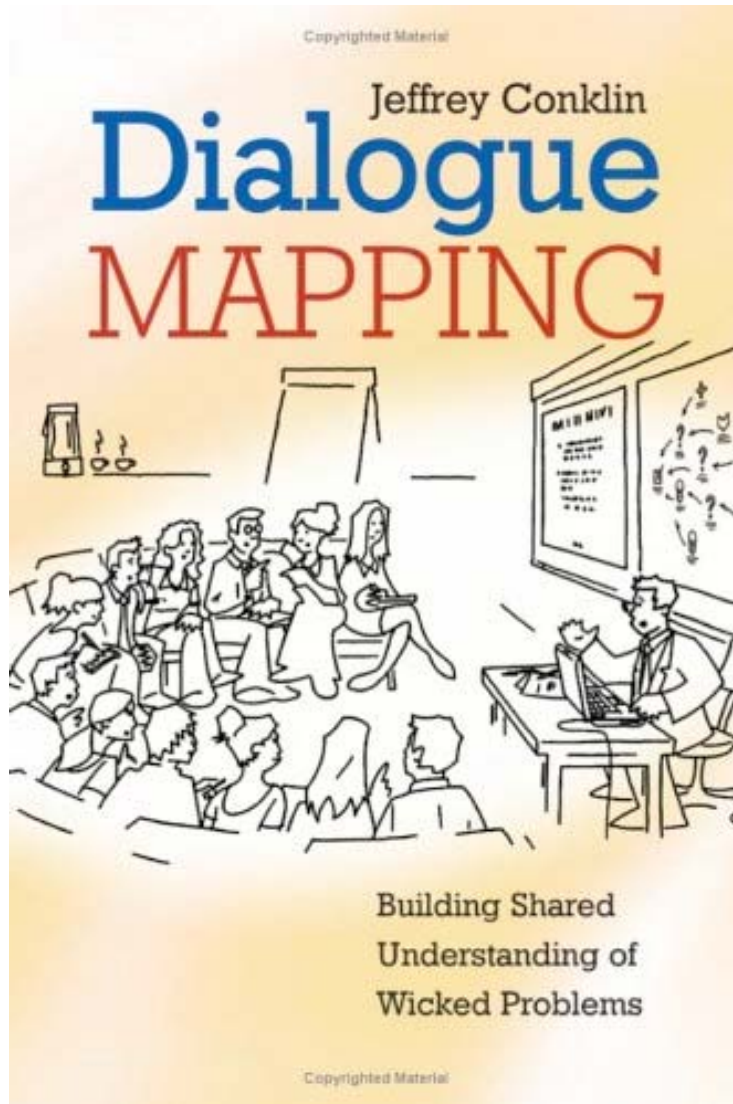 Copyrighted Material
Jeffrey Conklin
Dialogue
MAPPING
Building Shared
Understanding of
Wicked Problems
Copyrighted Material